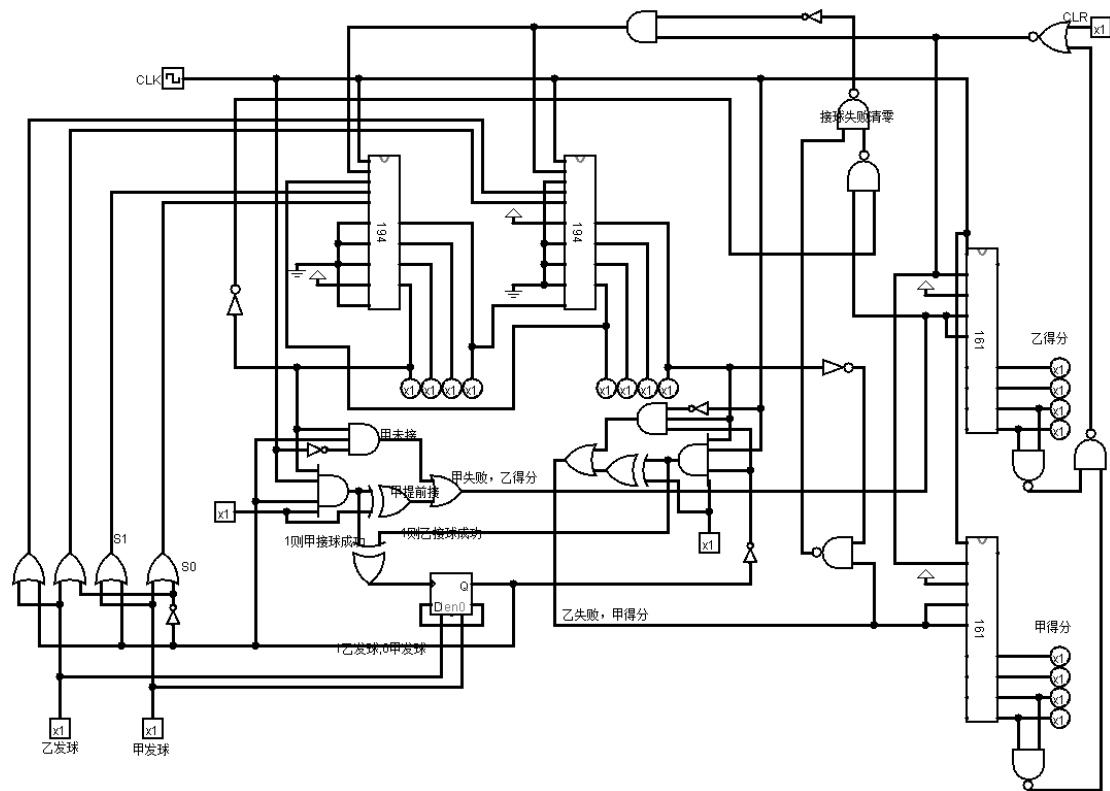 CLR
x1
CLK
接球失败清零
194
194
161
乙得分
x1
x1
x1
x1
x1
x1
x1
x1
x1
x1
x1
x1
甲未接
甲提前接
甲失败，乙得分
x1
1则甲接球成功
1则乙接球成功
x1
S1
S0
Q
D en0
乙失败，甲得分
1乙发球,0甲发球
161
甲得分
x1
x1
x1
x1
x1
x1
乙发球
甲发球